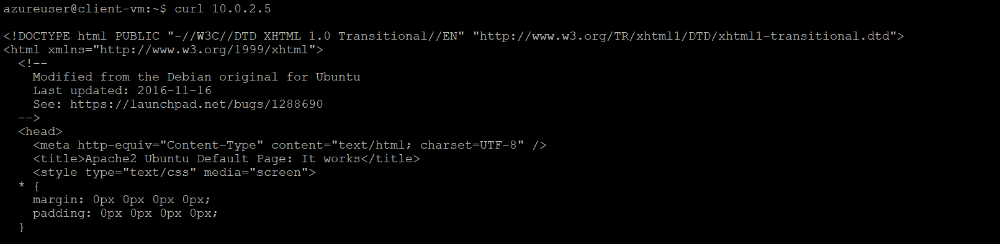 azureuser@client-vm:~$ curl 10.0.2.5
<!DOCTYPE html PUBLIC "-//W3C//DTD XHTML 1.0 Transitional//EN" "http://www.w3.org/TR/xhtml1/DTD/xhtml1-transitional.dtd">
<html xmlns="http://www.w3.org/1999/xhtml">
  <!--
    Modified from the Debian original for Ubuntu
    Last updated: 2016-11-16
    See: https://launchpad.net/bugs/1288690
  -->
  <head>
    <meta http-equiv="Content-Type" content="text/html; charset=UTF-8" />
    <title>Apache2 Ubuntu Default Page: It works</title>
    <style type="text/css" media="screen">
  * {
    margin: 0px 0px 0px 0px;
    padding: 0px 0px 0px 0px;
  }